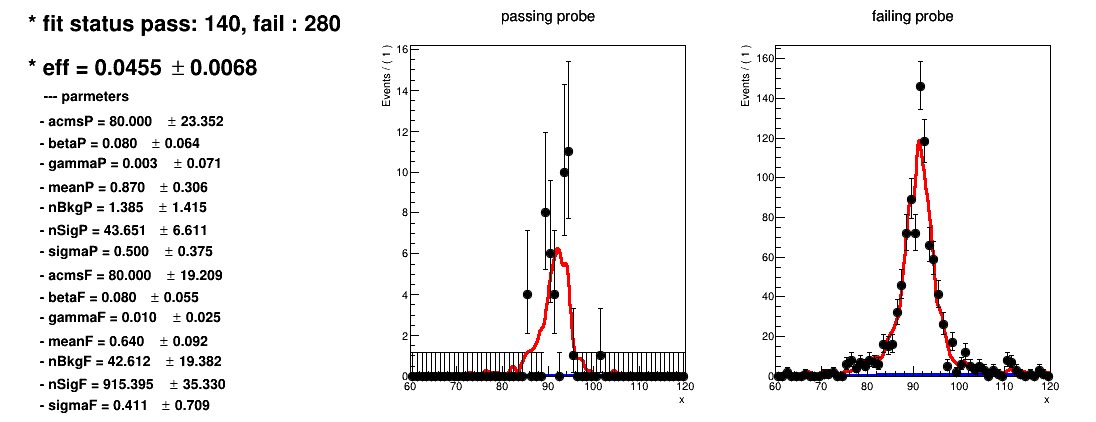 * fit status pass: 140, fail : 280
* eff = 0.0455 ± 0.0068
--- parmeters
- acmsP = 80.000 ± 23.352
- betaP = 0.080 ± 0.064
- gammaP = 0.003 ± 0.071
- meanP = 0.870 ± 0.306
- nBkgP = 1.385 ± 1.415
- nSigP = 43.651 ± 6.611
- sigmaP = 0.500 ± 0.375
- acmsF = 80.000 ± 19.209
- betaF = 0.080 ± 0.055
- gammaF = 0.010 ± 0.025
- meanF = 0.640 ± 0.092
- nBkgF = 42.612 ± 19.382
- nSigF = 915.395 ± 35.330
- sigmaF = 0.411 ± 0.709
passing probe
Events / ( 1 )
16
14
12
10
8
6
4
2
0
60 70 80 90 100 110 120
x
failing probe
Events / ( 1 )
160
140
120
100
80
60
40
20
0
60 70 80 90 100 110 120
x